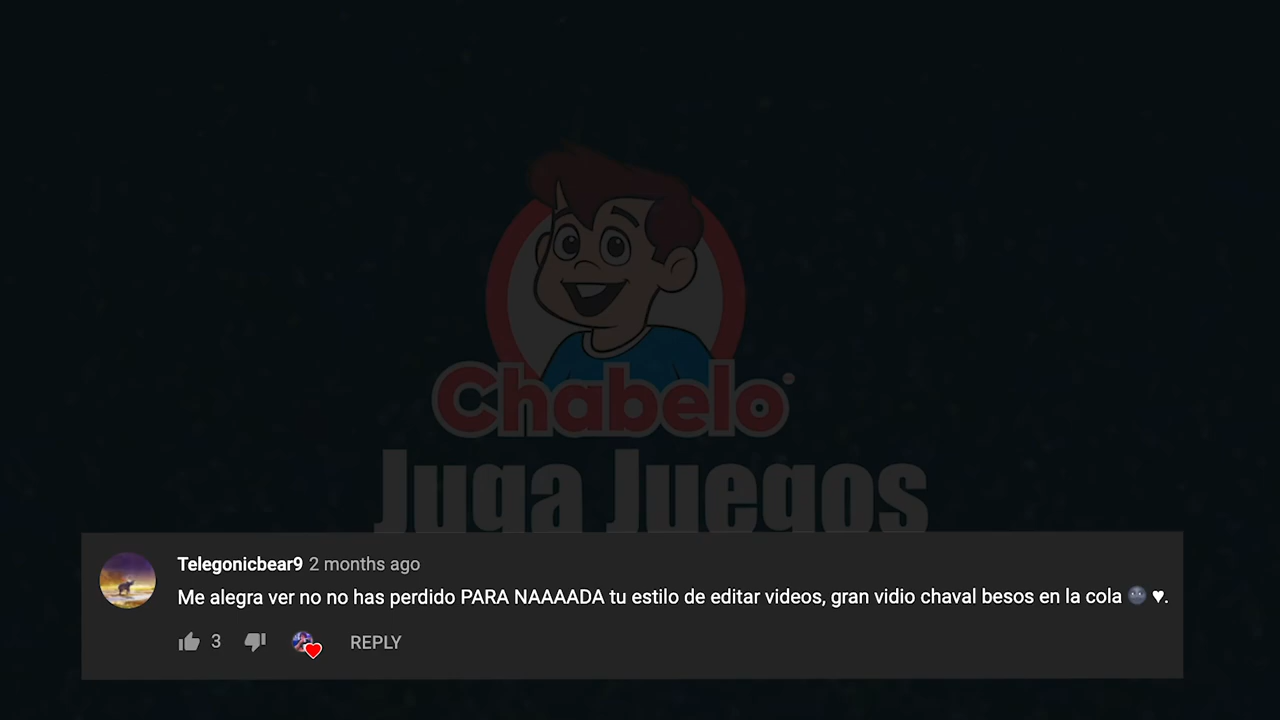 Chabelo
Juga Juegos
Telegonicbear9 2 months ago
Me alegra ver no no has perdido PARA NAAAADA tu estilo de editar videos, gran vidio chaval besos en la cola 🌚 ♥.
3
REPLY